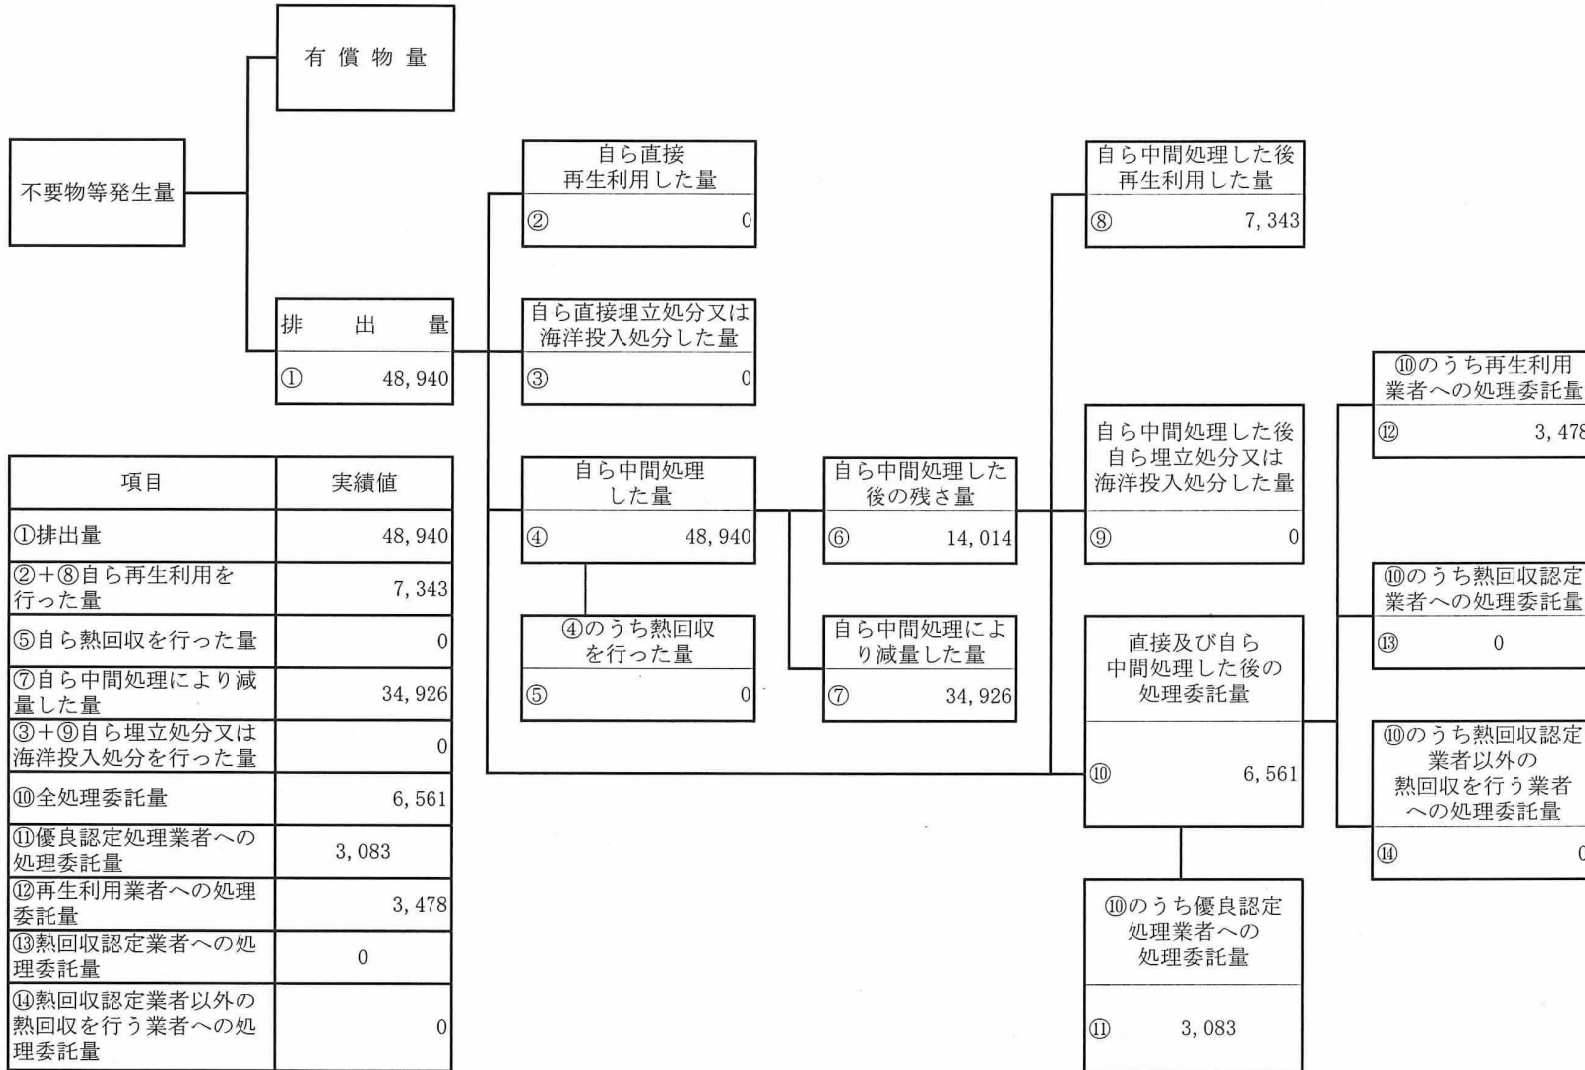 有 償 物 量
不要物等発生量
排 出 量
① 48,940
自ら直接
再生利用した量
② 0
自ら直接埋立処分又は
海洋投入処分した量
③ 0
自ら中間処理
した量
④ 48,940
④のうち熱回収
を行った量
⑤ 0
自ら中間処理した
後の残さ量
⑥ 14,014
自ら中間処理によ
り減量した量
⑦ 34,926
自ら中間処理した後
再生利用した量
⑧ 7,343
自ら中間処理した後
自ら埋立処分又は
海洋投入処分した量
⑨ 0
直接及び自ら
中間処理した後の
処理委託量
⑩ 6,561
⑩のうち優良認定
処理業者への
処理委託量
⑪ 3,083
⑩のうち再生利用
業者への処理委託量
⑫ 3,478
⑩のうち熱回収認定
業者への処理委託量
⑬ 0
⑩のうち熱回収認定
業者以外の
熱回収を行う業者
への処理委託量
⑭ 0
項目 実績値
①排出量 48,940
②+⑧自ら再生利用を
行った量 7,343
⑤自ら熱回収を行った量 0
⑦自ら中間処理により減
量した量 34,926
③+⑨自ら埋立処分又は
海洋投入処分を行った量 0
⑩全処理委託量 6,561
⑪優良認定処理業者への
処理委託量 3,083
⑫再生利用業者への処理
委託量 3,478
⑬熱回収認定業者への処
理委託量 0
⑭熱回収認定業者以外の
熱回収を行う業者への処
理委託量 0